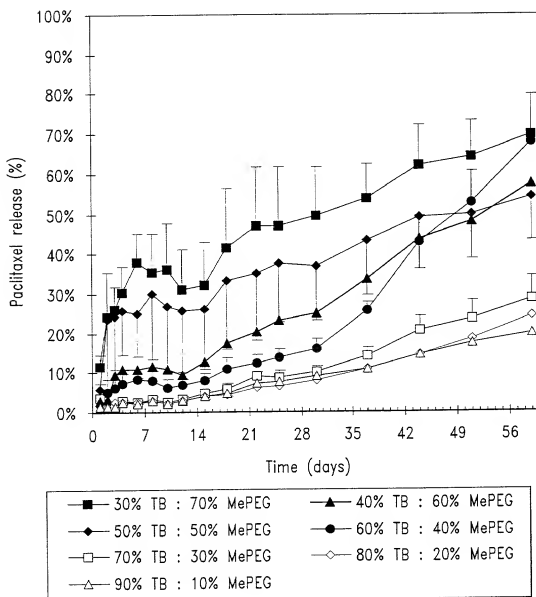 100%
90%
80%
70%
60%
50%
40%
30%
20%
10%
0%
Paclitaxel release (%)
0 7 14 21 28 35 42 49 56
Time (days)
30% TB : 70% MePEG
40% TB : 60% MePEG
50% TB : 50% MePEG
60% TB : 40% MePEG
70% TB : 30% MePEG
80% TB : 20% MePEG
90% TB : 10% MePEG